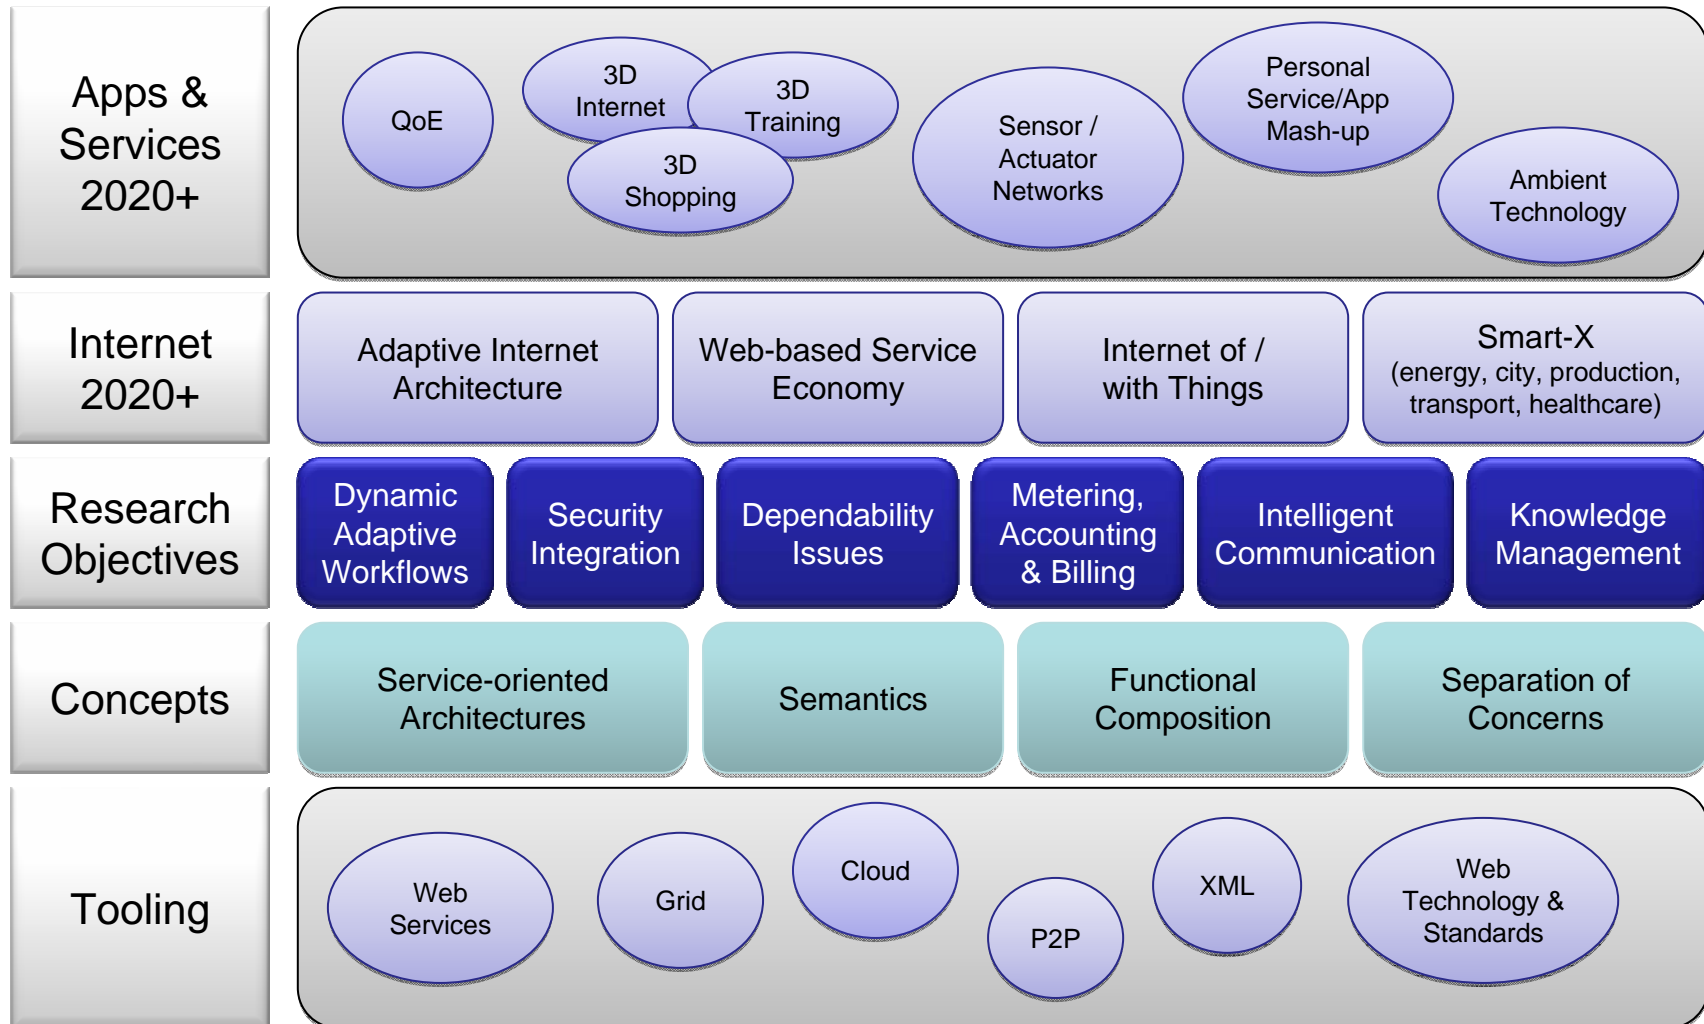 Apps &
Services
2020+
QoE
3D
Internet
3D
Training
3D
Shopping
Sensor /
Actuator
Networks
Personal
Service/App
Mash-up
Ambient
Technology
Internet
2020+
Adaptive Internet
Architecture
Web-based Service
Economy
Internet of /
with Things
Smart-X
(energy, city, production,
transport, healthcare)
Research
Objectives
Dynamic
Adaptive
Workflows
Security
Integration
Dependability
Issues
Metering,
Accounting
& Billing
Intelligent
Communication
Knowledge
Management
Concepts
Service-oriented
Architectures
Semantics
Functional
Composition
Separation of
Concerns
Tooling
Web
Services
Grid
Cloud
P2P
XML
Web
Technology &
Standards